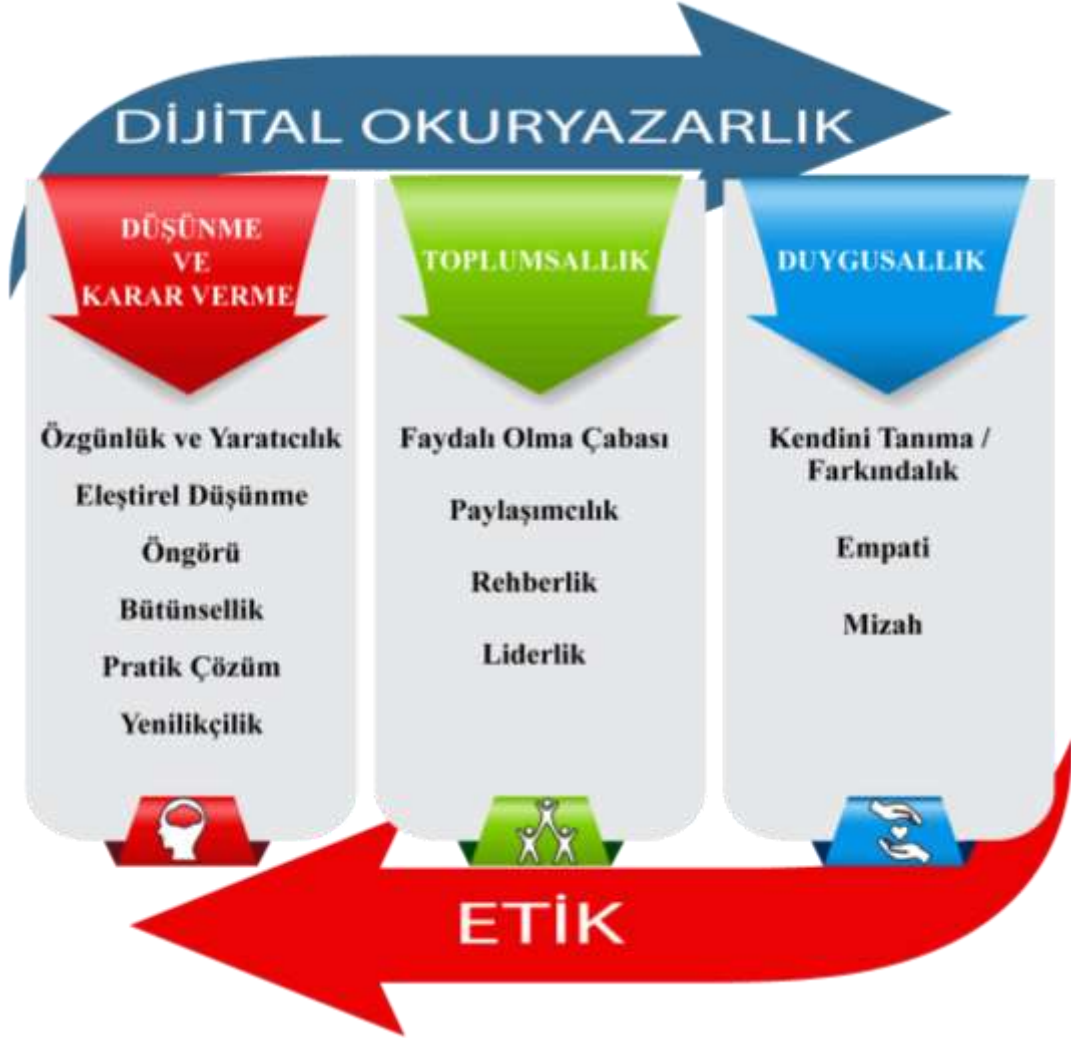 DİJİTAL OKURYAZARLIK
DÜŞÜNME
VE
KARAR VERME
Özgünlük ve Yaratıcılık
Eleştirel Düşünme
Öngörü
Bütünsellik
Pratik Çözüm
Yenilikçilik
TOPLUMSALLIK
Faydalı Olma Çabası
Paylaşımcılık
Rehberlik
Liderlik
DUYGUSALLIK
Kendini Tanıma /
Farkındalık
Empati
Mizah
ETİK